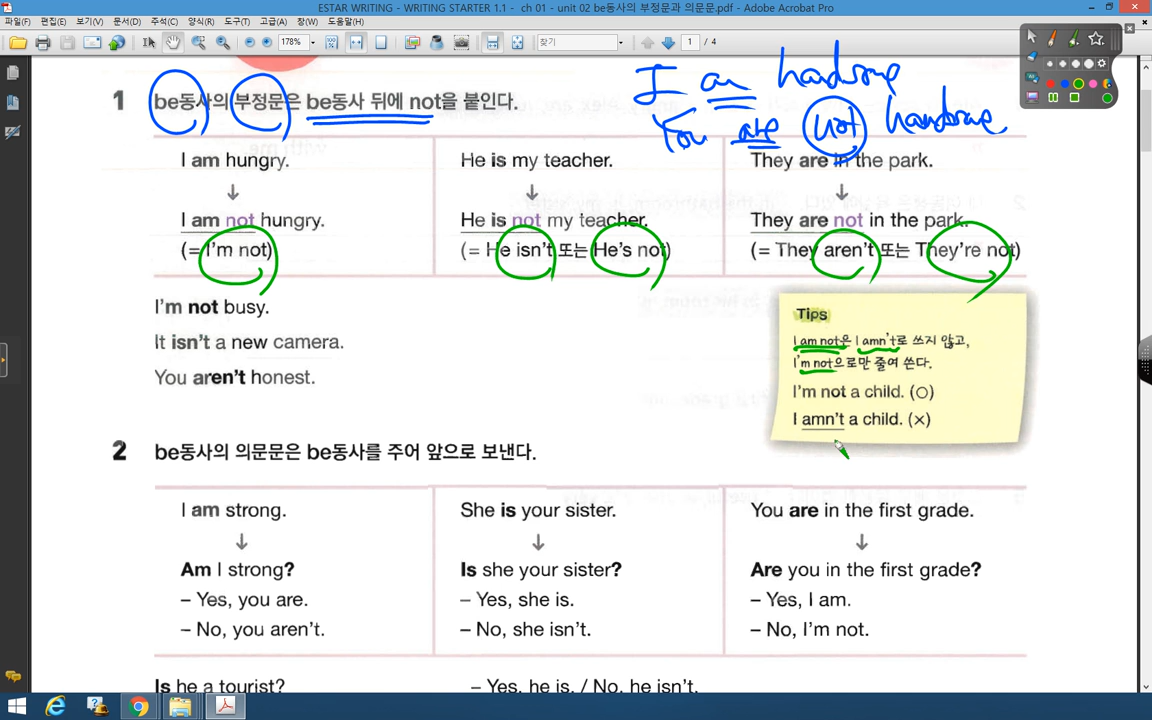 ESTAR WRITING - WRITING STARTER 1.1 - ch 01 - unit 02 be동사의 부정문과 의문문.pdf - Adobe Acrobat Pro
파일(F) 편집(E) 보기(V) 문서(D) 주석(C) 양식(R) 도구(T) 고급(A) 창(W) 도움말(H)
178% 찾기 1 / 4
I am handsome
You are not handsome
1 be동사의 부정문은 be동사 뒤에 not을 붙인다.
I am hungry. He is my teacher. They are in the park.
I am not hungry. He is not my teacher. They are not in the park.
(= I'm not) (= He isn't 또는 He's not) (= They aren't 또는 They're not)
I'm not busy.
It isn't a new camera.
You aren't honest.
Tips
I am not은 I amn't로 쓰지 않고,
I'm not으로만 줄여 쓴다.
I'm not a child. (○)
I amn't a child. (×)
2 be동사의 의문문은 be동사를 주어 앞으로 보낸다.
I am strong. She is your sister. You are in the first grade.
Am I strong? Is she your sister? Are you in the first grade?
– Yes, you are. – Yes, she is. – Yes, I am.
– No, you aren't. – No, she isn't. – No, I'm not.
Is he a tourist? – Yes, he is. / No, he isn't.